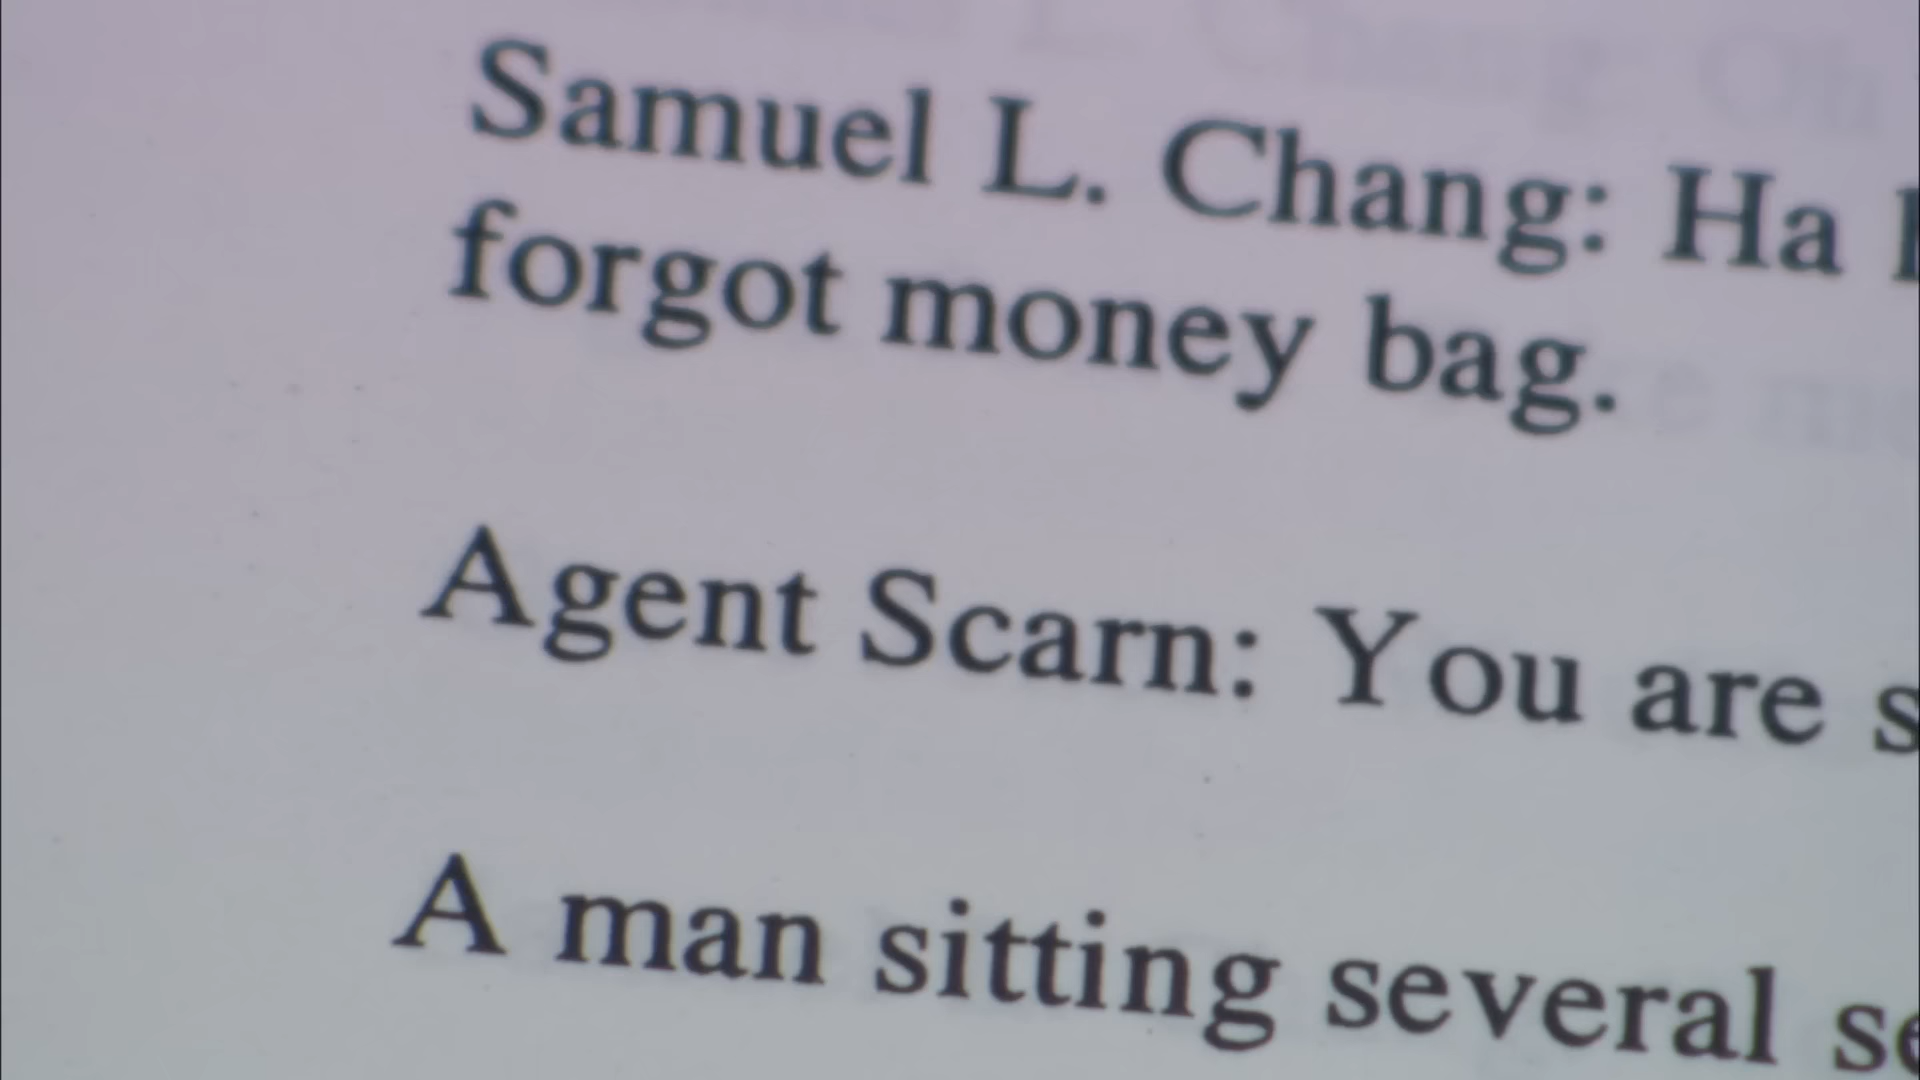 Samuel L. Chang: Ha
forgot money bag.
Agent Scarn: You are
A man sitting several